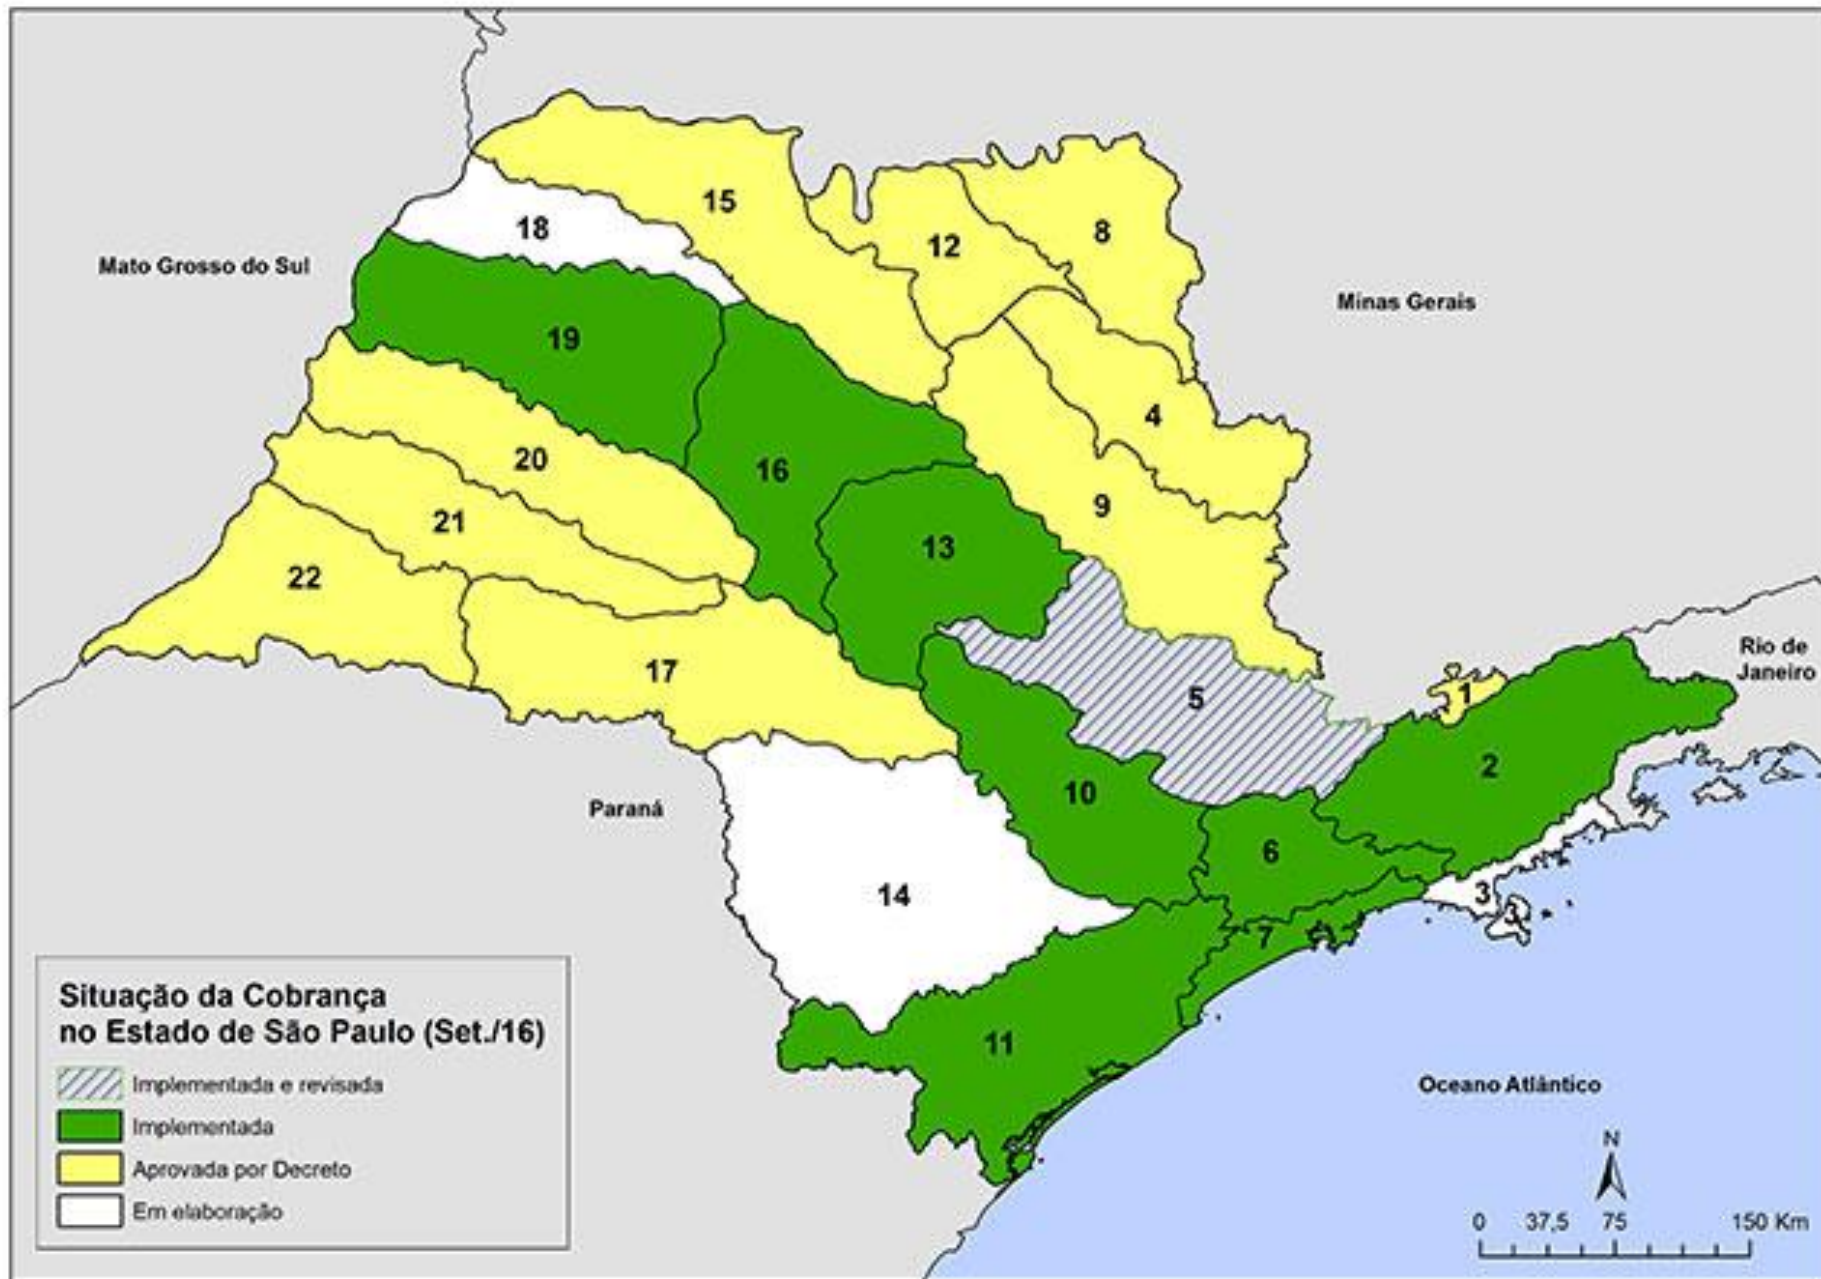 15
8
18
12
Mato Grosso do Sul
Minas Gerais
19
4
20
16
9
21
13
22
Rio de
Janeiro
17
5
1
2
10
Paraná
6
14
3
3
7
Situação da Cobrança
no Estado de São Paulo (Set./16)
11
Implementada e revisada
Oceano Atlântico
Implementada
N
Aprovada por Decreto
Em elaboração
0 37,5 75 150 Km